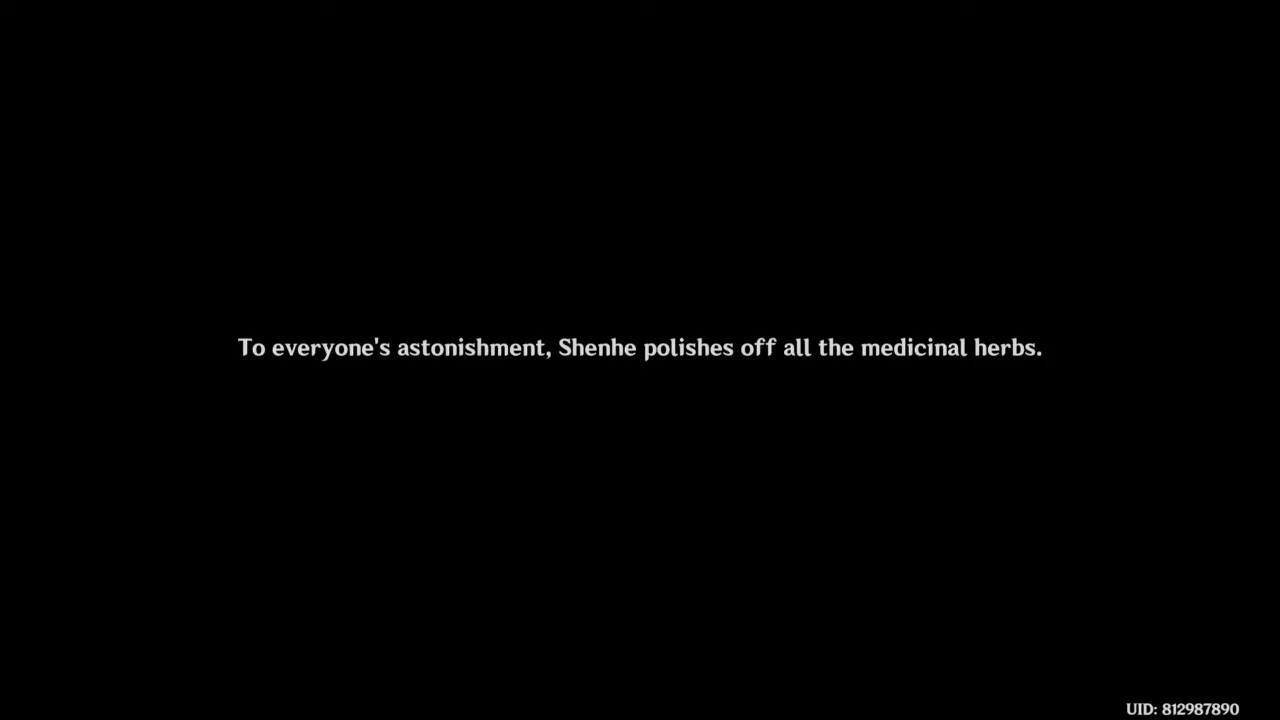 To everyone's astonishment, Shenhe polishes off all the medicinal herbs.
UID: 812987890